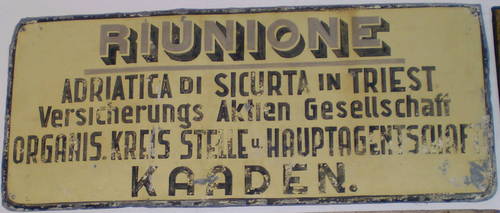 RIUNIONE
ADRIATICA DI SICURTA IN TRIEST
Versicherungs Aktien Gesellschaft
ORGANIS. KREIS STELLE u. HAUPTAGENTSCHAFT
KAADEN.